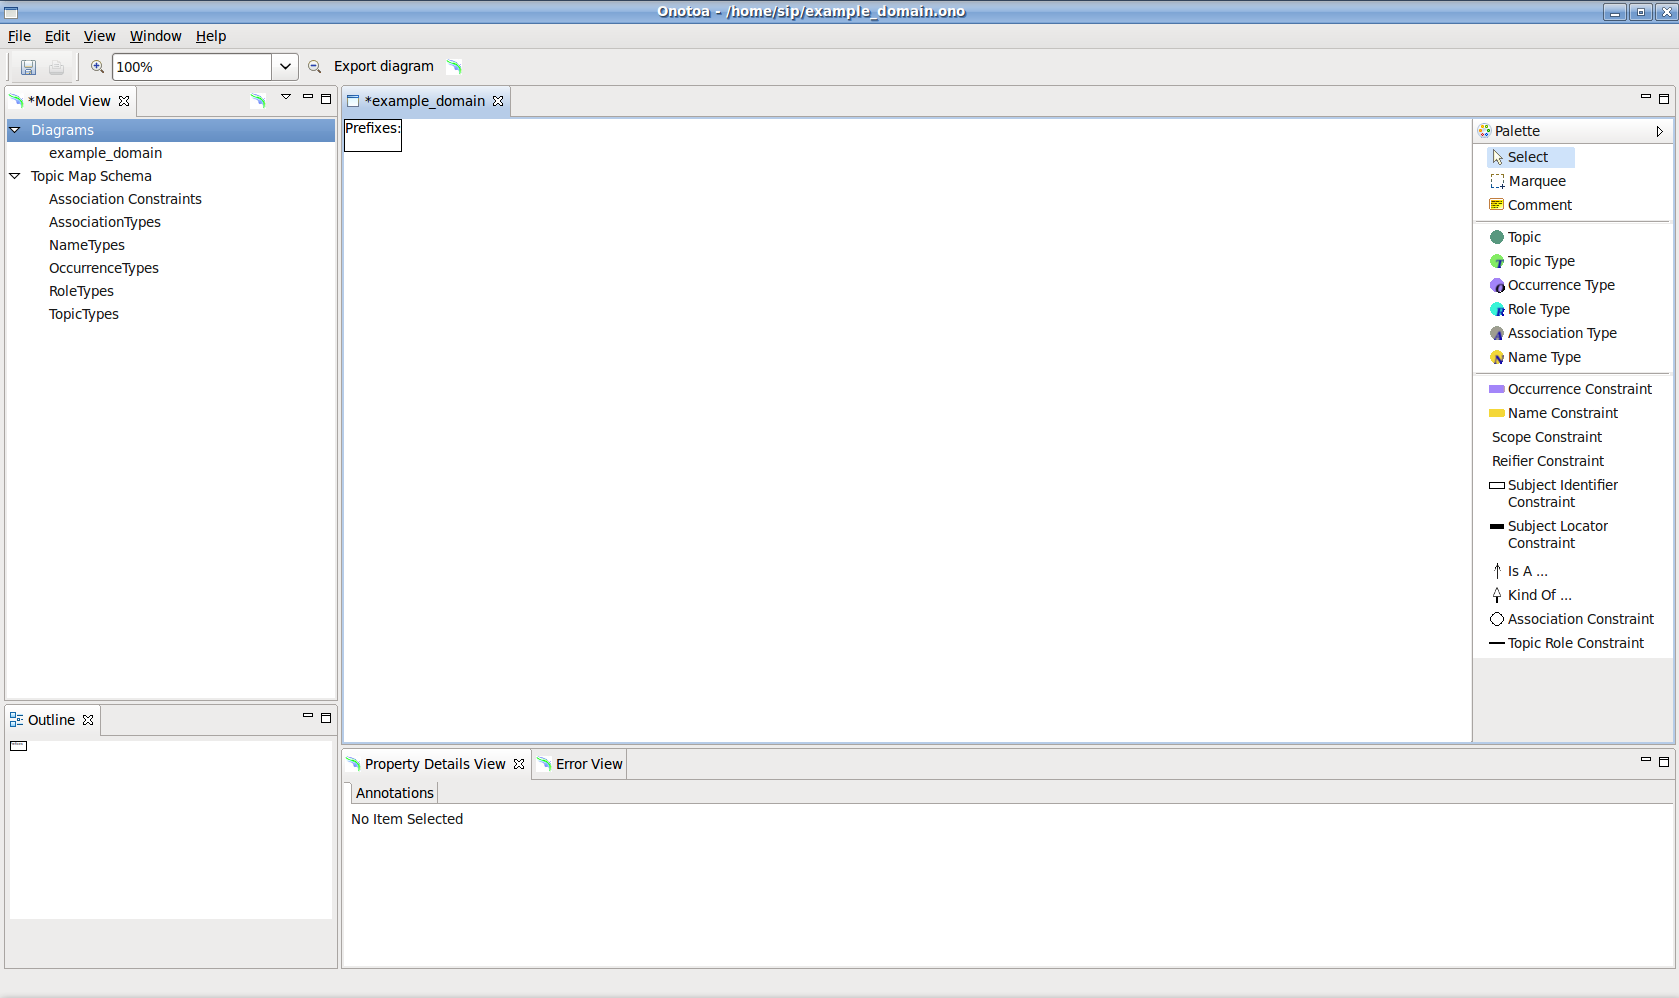 Onotoa - /home/sip/example_domain.ono
File Edit View Window Help
100% Export diagram
*Model View
Diagrams
example_domain
Topic Map Schema
Association Constraints
AssociationTypes
NameTypes
OccurrenceTypes
RoleTypes
TopicTypes
Outline
*example_domain
Prefixes:
Palette
Select
Marquee
Comment
Topic
Topic Type
Occurrence Type
Role Type
Association Type
Name Type
Occurrence Constraint
Name Constraint
Scope Constraint
Reifier Constraint
Subject Identifier
Constraint
Subject Locator
Constraint
Is A ...
Kind Of ...
Association Constraint
Topic Role Constraint
Property Details View Error View
Annotations
No Item Selected